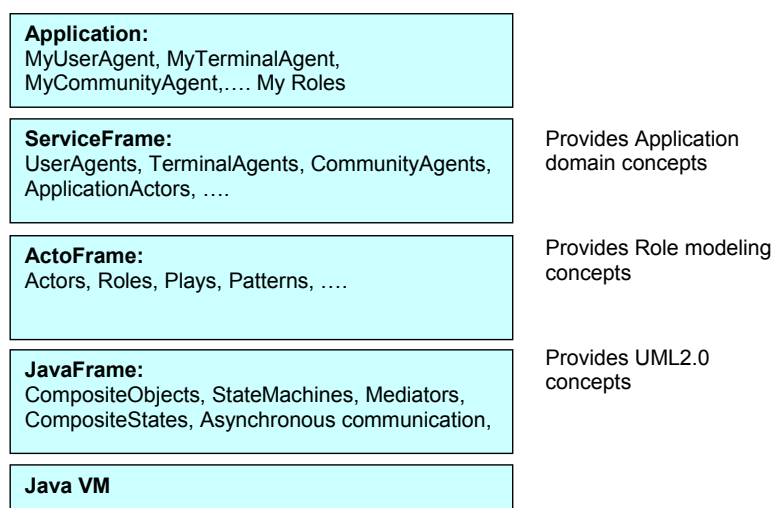 Application:
MyUserAgent, MyTerminalAgent,
MyCommunityAgent,…. My Roles
ServiceFrame:
UserAgents, TerminalAgents, CommunityAgents,
ApplicationActors, ….
Provides Application
domain concepts
ActoFrame:
Actors, Roles, Plays, Patterns, ….
Provides Role modeling
concepts
JavaFrame:
CompositeObjects, StateMachines, Mediators,
CompositeStates, Asynchronous communication,
Provides UML2.0
concepts
Java VM